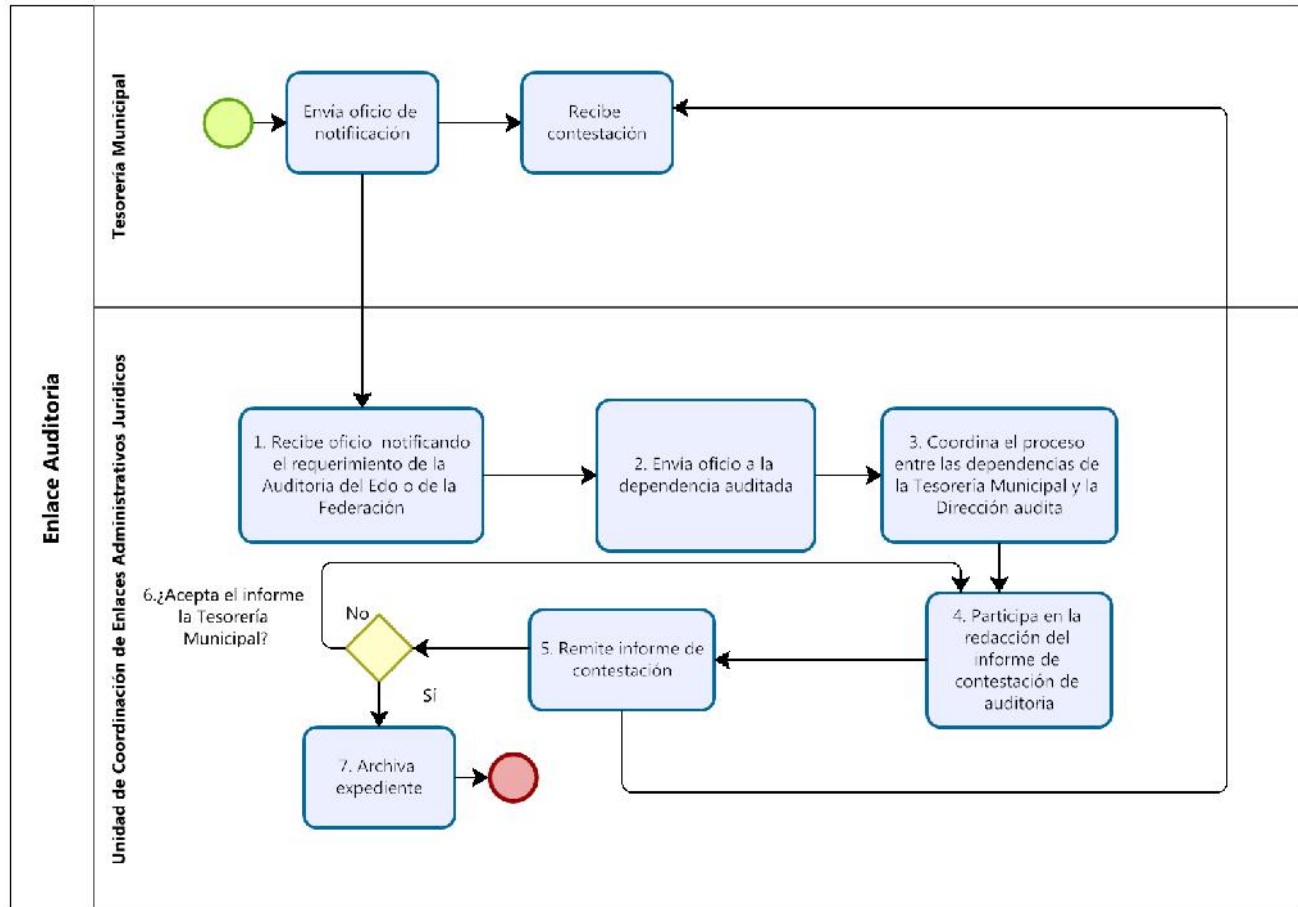 Enlace Auditoria
Tesorería Municipal
Envía oficio de
notifiicación
Recibe
contestación
Unidad de Coordinación de Enlaces Administrativos Jurídicos
1. Recibe oficio notificando
el requerimiento de la
Auditoria del Edo o de la
Federación
2. Envía oficio a la
dependencia auditada
3. Coordina el proceso
entre las dependencias de
la Tesorería Municipal y la
Dirección audita
4. Participa en la
redacción del
informe de
contestación de
auditoria
5. Remite informe de
contestación
6.¿Acepta el informe
la Tesorería
Municipal?
No
Sí
7. Archiva
expediente